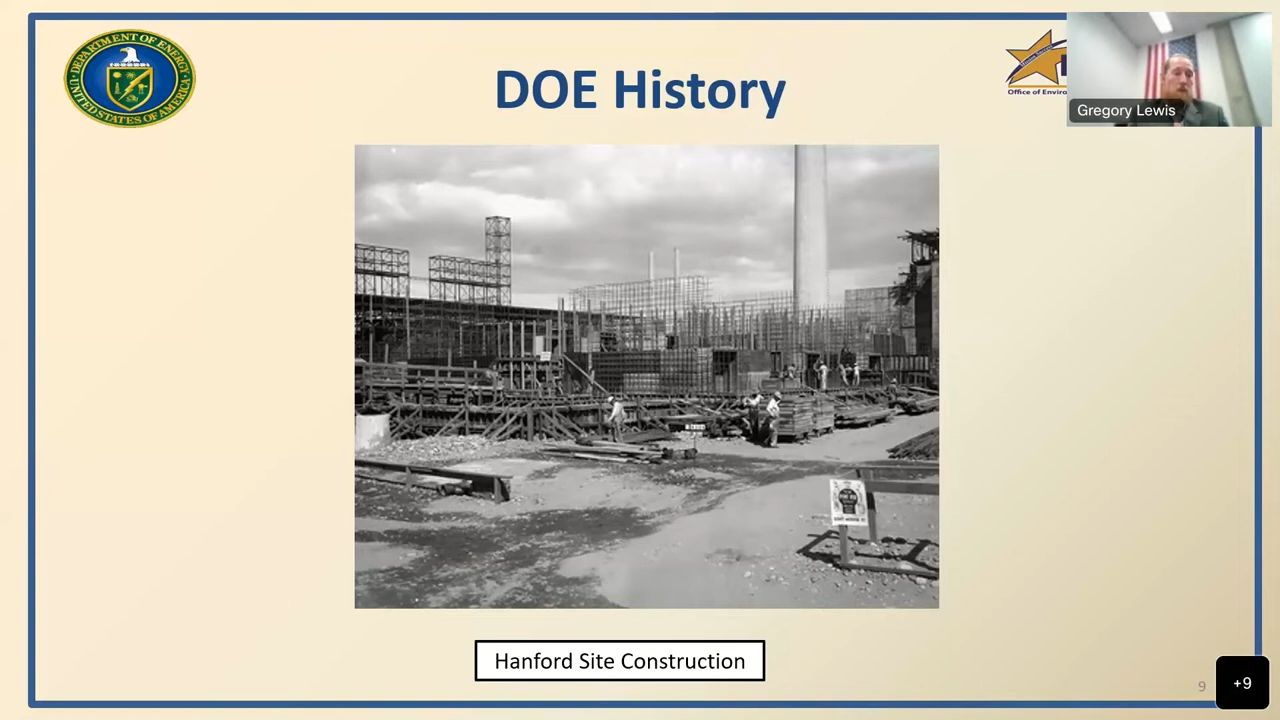 DEPARTMENT OF ENERGY
UNITED STATES OF AMERICA
DOE History
Office of Enviro
Gregory Lewis
Hanford Site Construction
9
+9